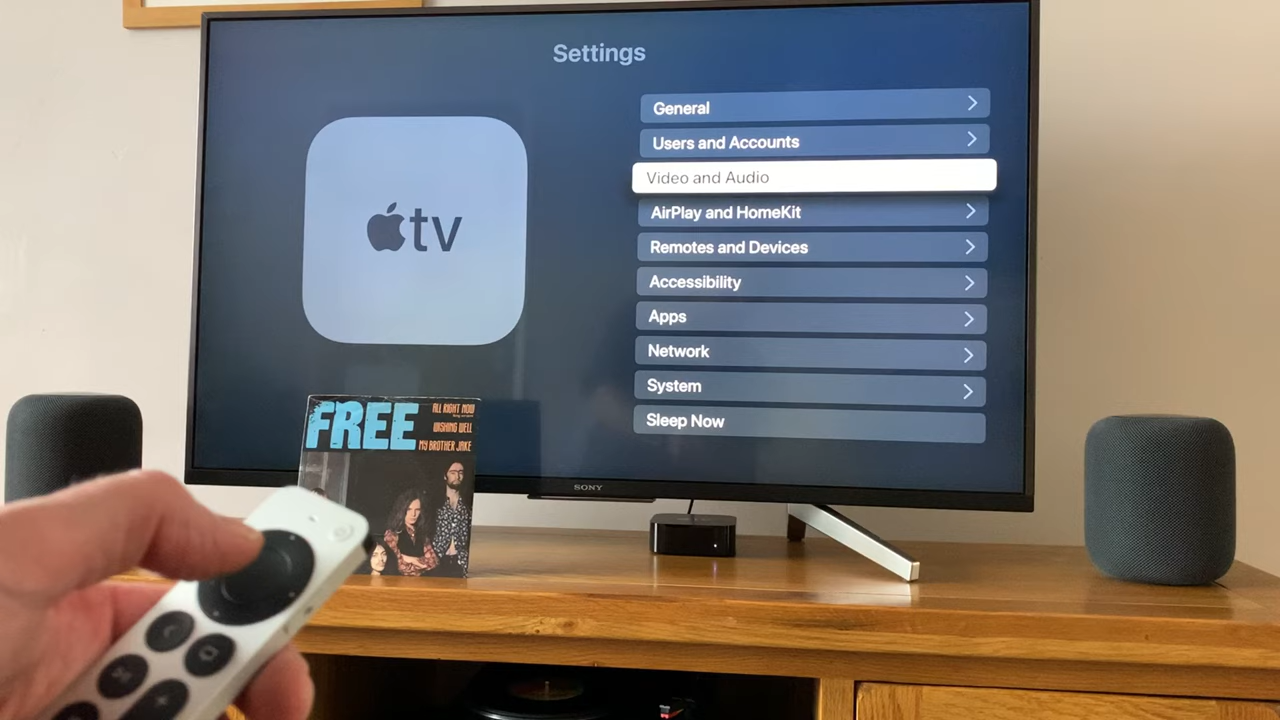 Settings
General
Users and Accounts
Video and Audio
AirPlay and HomeKit
Remotes and Devices
Accessibility
Apps
Network
System
Sleep Now
tv
SONY
FREE
ALL RIGHT NOW
WISHING WELL
MY BROTHER JAKE